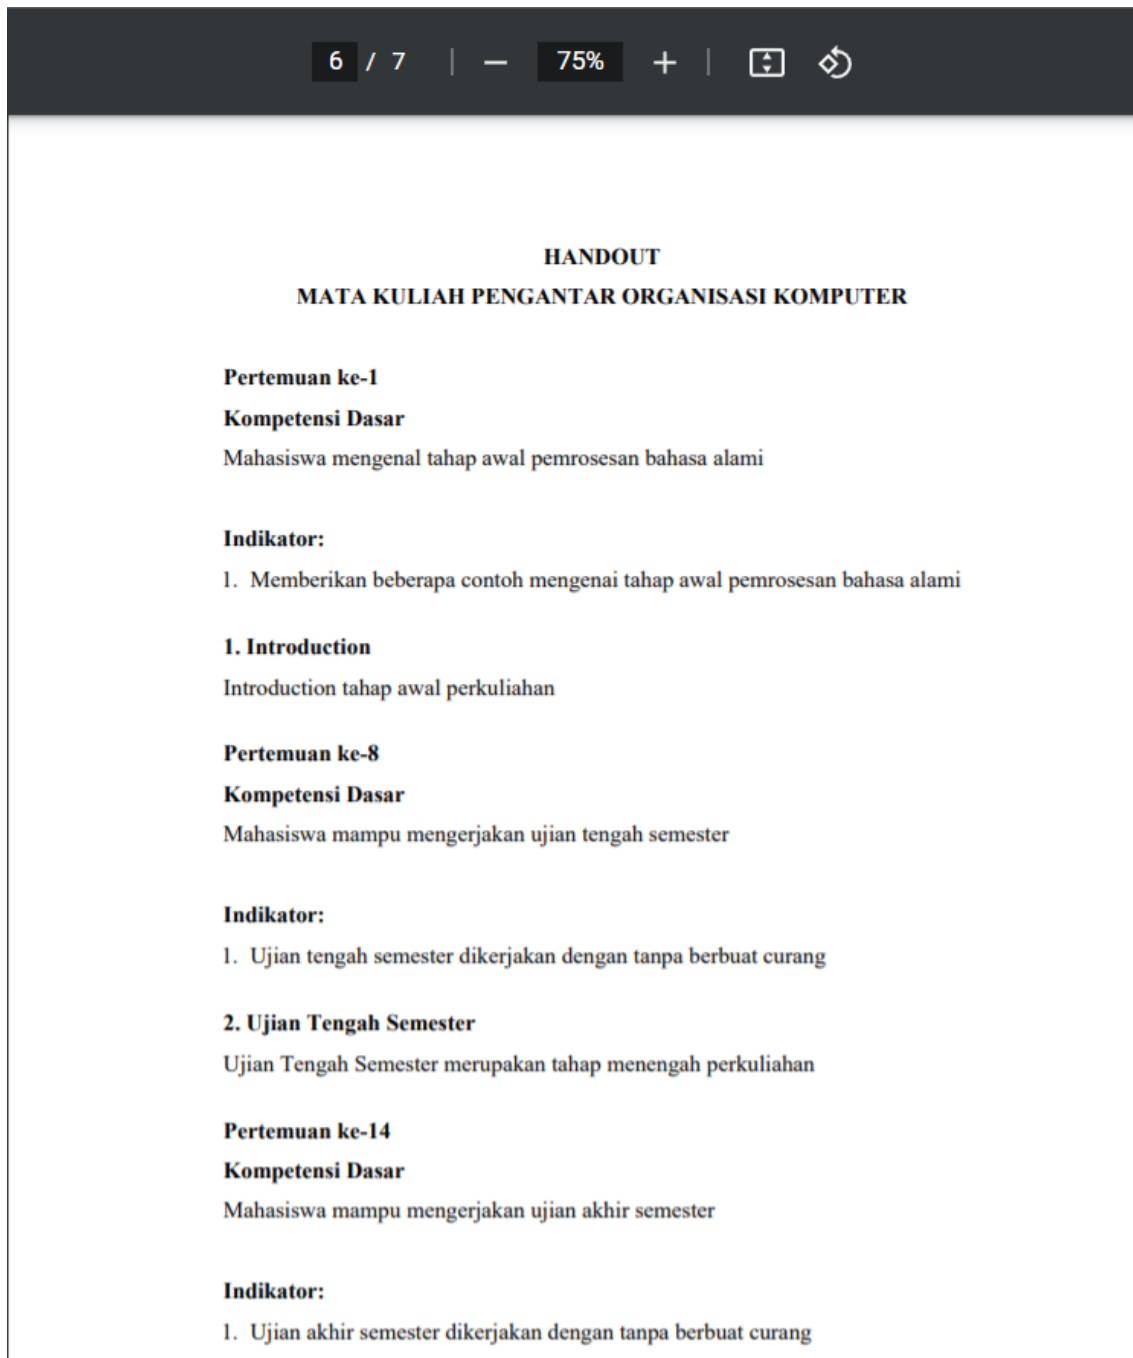 6 / 7 | — 75% + |
HANDOUT
MATA KULIAH PENGANTAR ORGANISASI KOMPUTER
Pertemuan ke-1
Kompetensi Dasar
Mahasiswa mengenal tahap awal pemrosesan bahasa alami
Indikator:
1. Memberikan beberapa contoh mengenai tahap awal pemrosesan bahasa alami
1. Introduction
Introduction tahap awal perkuliahan
Pertemuan ke-8
Kompetensi Dasar
Mahasiswa mampu mengerjakan ujian tengah semester
Indikator:
1. Ujian tengah semester dikerjakan dengan tanpa berbuat curang
2. Ujian Tengah Semester
Ujian Tengah Semester merupakan tahap menengah perkuliahan
Pertemuan ke-14
Kompetensi Dasar
Mahasiswa mampu mengerjakan ujian akhir semester
Indikator:
1. Ujian akhir semester dikerjakan dengan tanpa berbuat curang